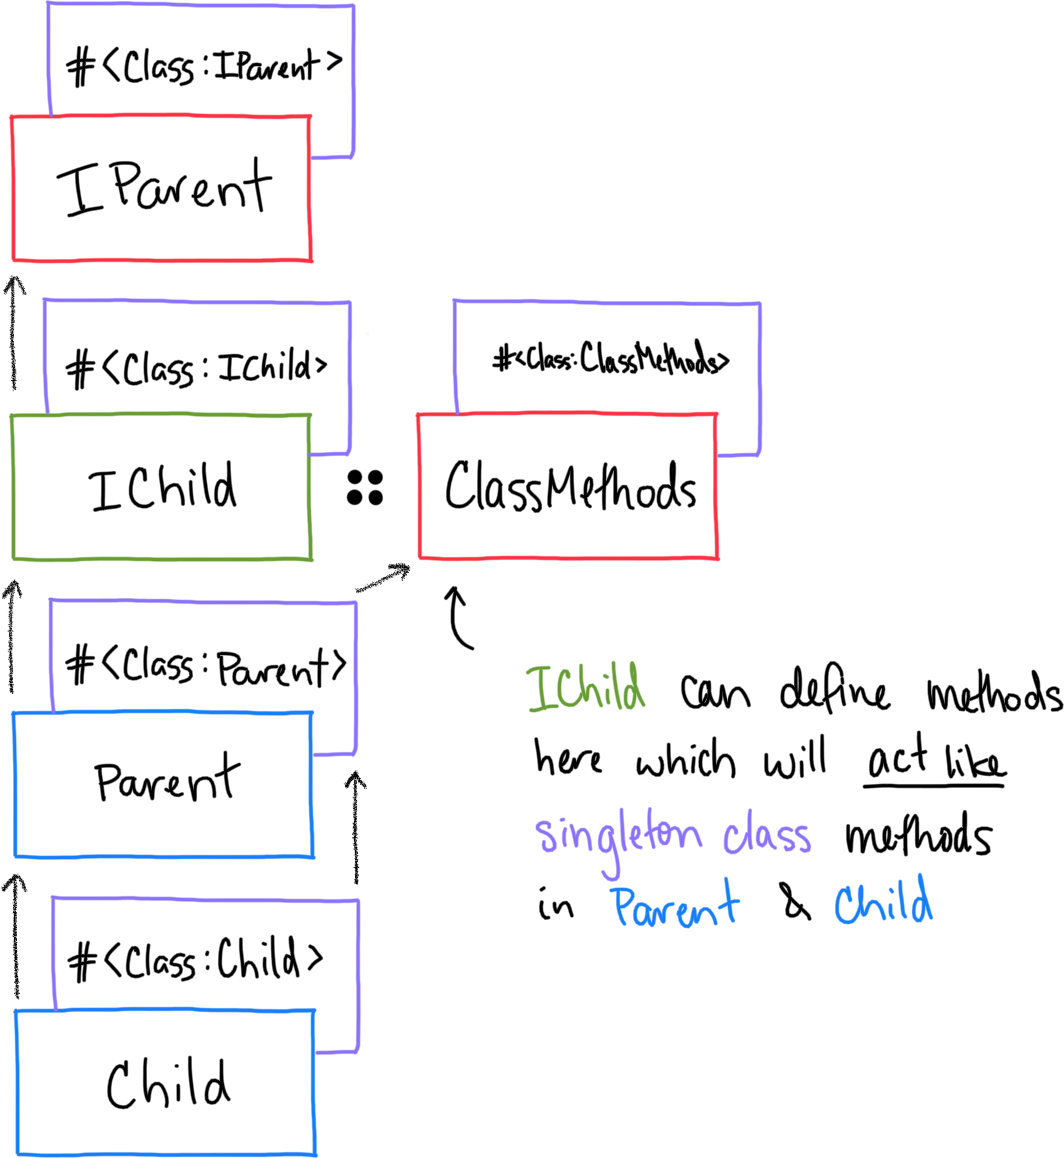 #<Class:IParent>
IParent
#<Class:IChild>
IChild
::
#<Class:ClassMethods>
ClassMethods
#<Class:Parent>
Parent
#<Class:Child>
Child
IChild can define methods
here which will act like
singleton class methods
in Parent & Child